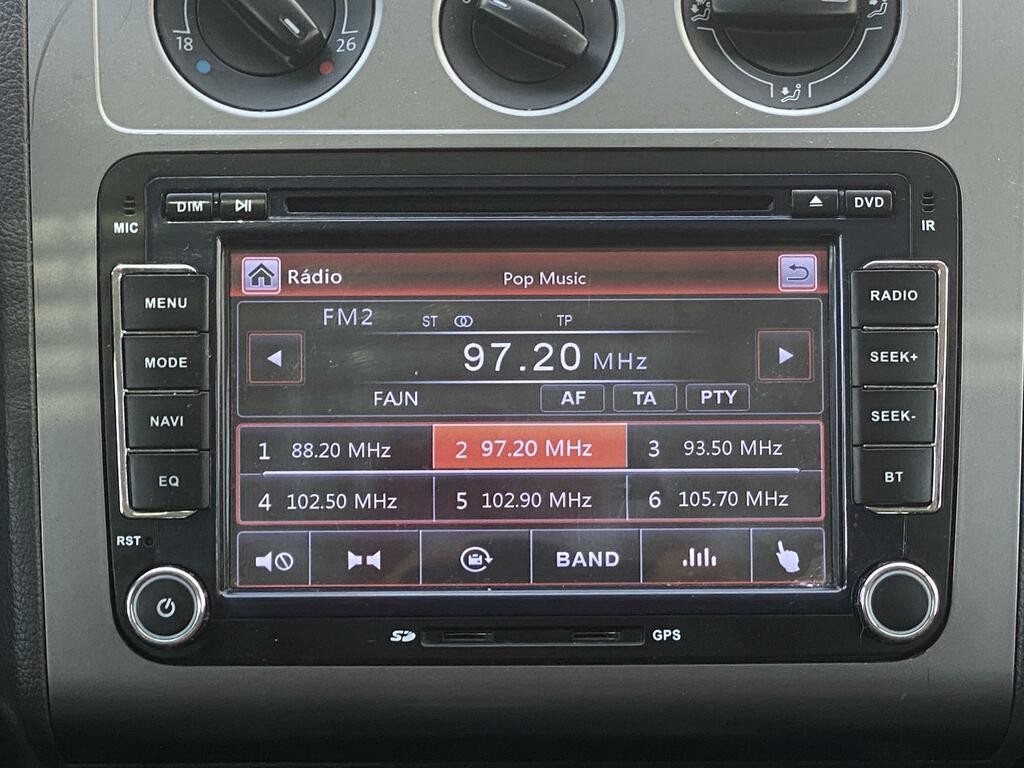 18
26
DIM
DVD
MIC
IR
Rádio
Pop Music
MENU
RADIO
FM2
ST
TP
97.20 MHz
MODE
SEEK+
FAJN
AF
TA
PTY
NAVI
SEEK-
1 88.20 MHz
2 97.20 MHz
3 93.50 MHz
EQ
BT
4 102.50 MHz
5 102.90 MHz
6 105.70 MHz
RST
BAND
SD
GPS